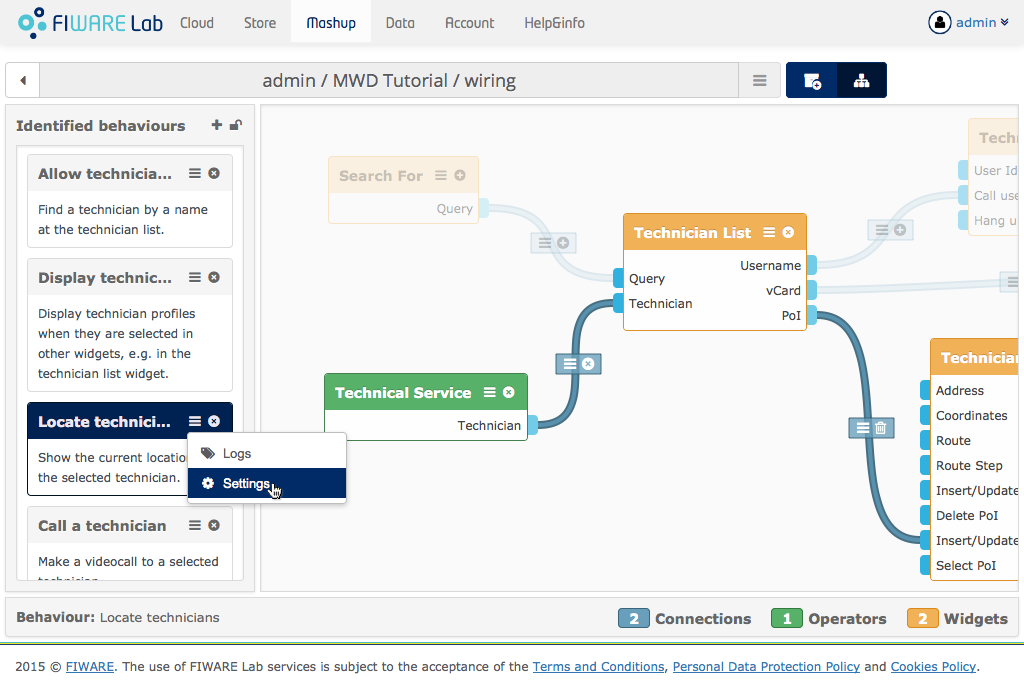 FIWARE Lab Cloud Store Mashup Data Account Help&info admin
admin / MWD Tutorial / wiring
Identified behaviours
Allow technicia...
Find a technician by a name
at the technician list.
Display technic...
Display technician profiles
when they are selected in
other widgets, e.g. in the
technician list widget.
Locate technici...
Show the current locatio
the selected technician.
Logs
Settings
Call a technician
Make a videocall to a selected
technician
Search For
Query
Technician List
Username
Query
vCard
Technician
PoI
Technical Service
Technician
Techn
User Id
Call use
Hang u
Technician
Address
Coordinates
Route
Route Step
Insert/Update
Delete PoI
Insert/Update
Select PoI
Behaviour: Locate technicians
2 Connections 1 Operators 2 Widgets
2015 © FIWARE. The use of FIWARE Lab services is subject to the acceptance of the Terms and Conditions, Personal Data Protection Policy and Cookies Policy.